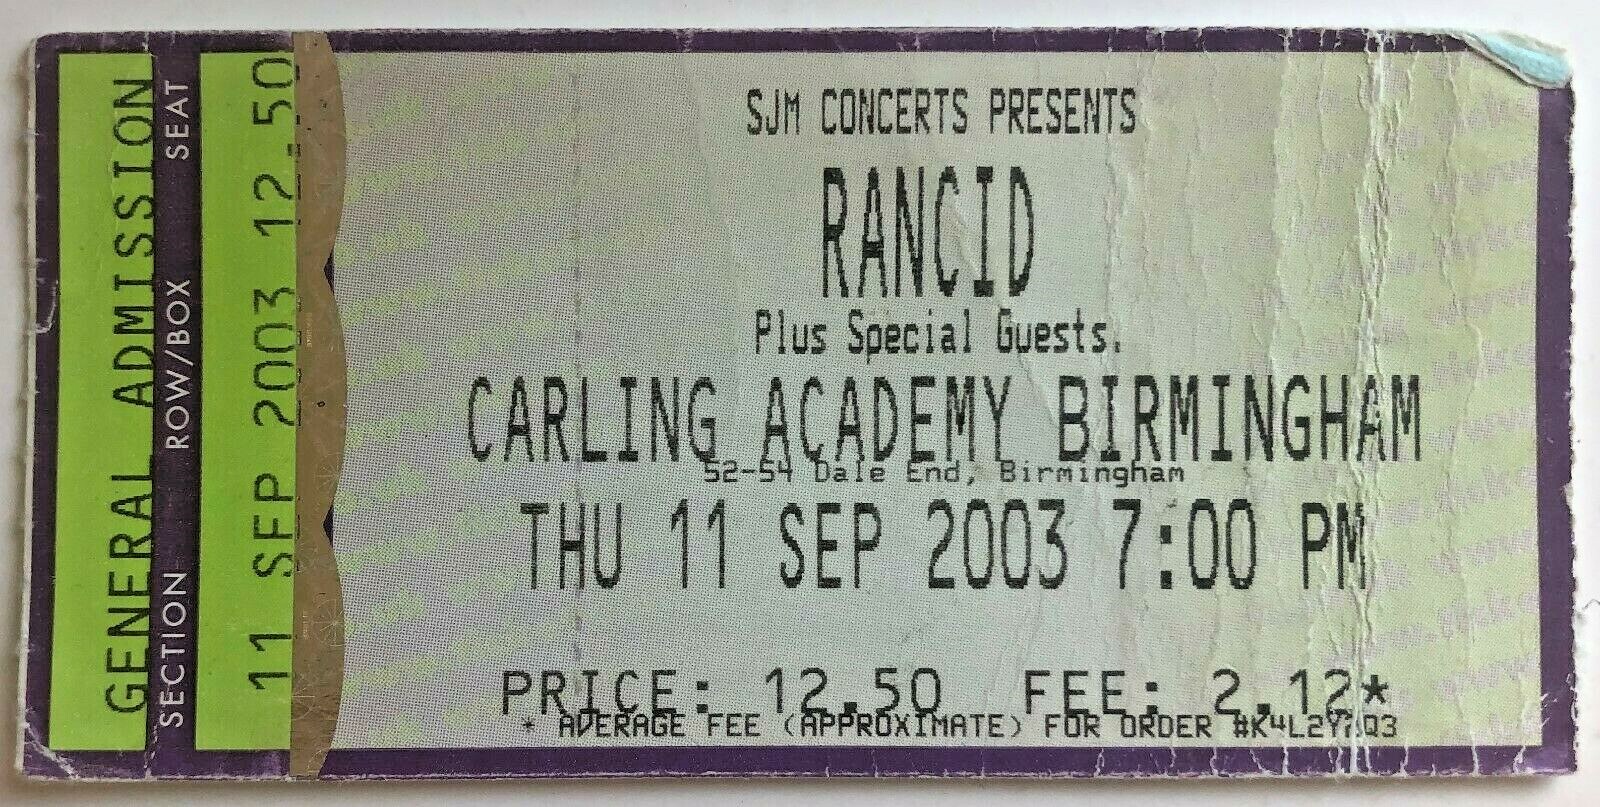 GENERAL ADMISSION
SECTION ROW/BOX SEAT
11 SEP 2003 12.50
SJM CONCERTS PRESENTS
RANCID
Plus Special Guests.
CARLING ACADEMY BIRMINGHAM
52-54 Dale End, Birmingham
THU 11 SEP 2003 7:00 PM
PRICE: 12.50 FEE: 2.12*
* AVERAGE FEE (APPROXIMATE) FOR ORDER